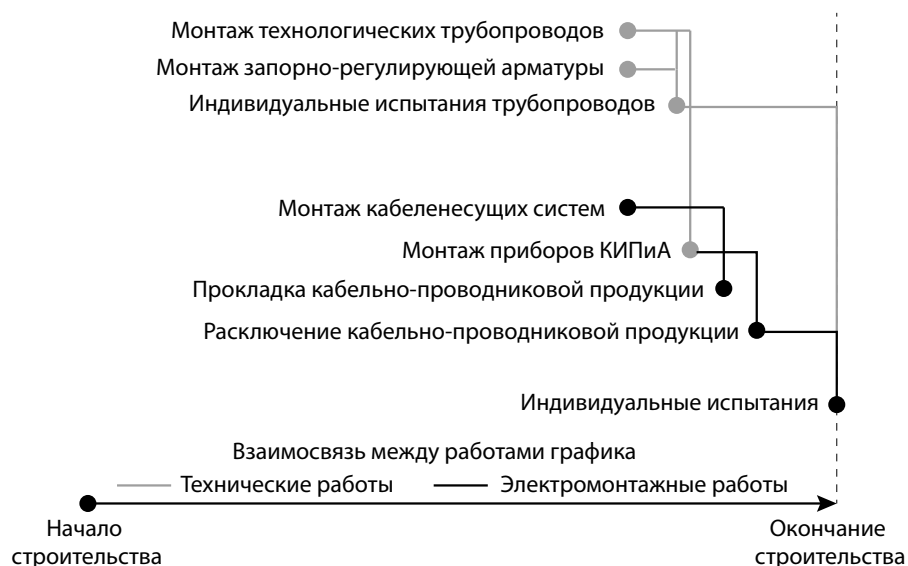 Монтаж технологических трубопроводов
Монтаж запорно-регулирующей арматуры
Индивидуальные испытания трубопроводов
Монтаж кабеленесущих систем
Монтаж приборов КИПиА
Прокладка кабельно-проводниковой продукции
Расключение кабельно-проводниковой продукции
Индивидуальные испытания
Взаимосвязь между работами графика
Технические работы
Электромонтажные работы
Начало
строительства
Окончание
строительства